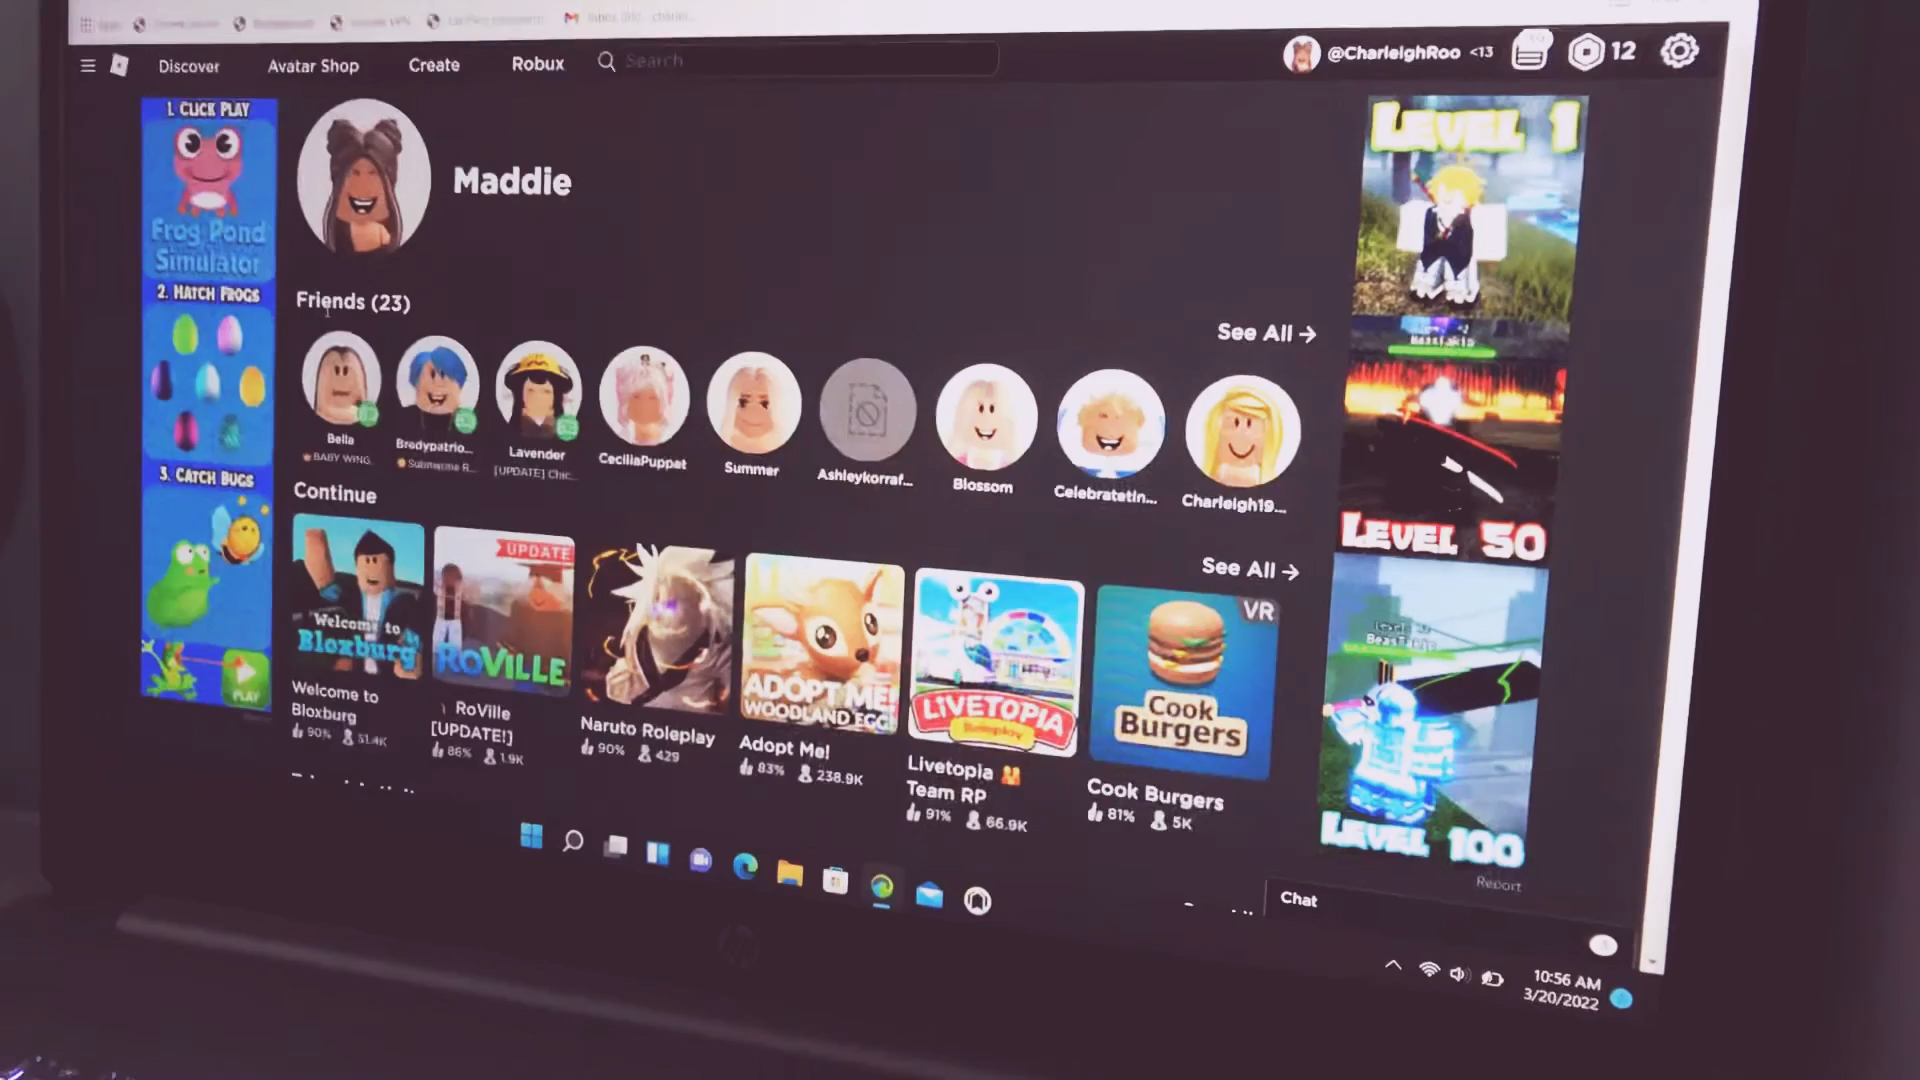 Discover
Avatar Shop
Create
Robux
Search
@CharleighRoo <13
12
1. CLICK PLAY
Frog Pond
Simulator
2. HATCH FROGS
3. CATCH BUGS
PLAY
Maddie
Friends (23)
See All →
Bella
BABY WING
Brodypatrio...
Submarine R...
Lavender
[UPDATE] Chic...
CeciliaPuppet
Summer
Ashleykorraf...
Blossom
CelebratetIn...
Charleigh19...
Continue
See All →
Welcome to
Bloxburg
UPDATE
ROVILLE
ADOPT ME!
WOODLAND EGG!
LIVETOPIA
Roleplay
VR
Cook
Burgers
Welcome to
Bloxburg
90% 51.4K
RoVille
[UPDATE!]
86% 1.9K
Naruto Roleplay
90% 429
Adopt Me!
83% 238.9K
Livetopia
Team RP
91% 66.9K
Cook Burgers
81% 5K
LEVEL 1
LEVEL 50
LEVEL 100
Report
Chat
10:56 AM
3/20/2022